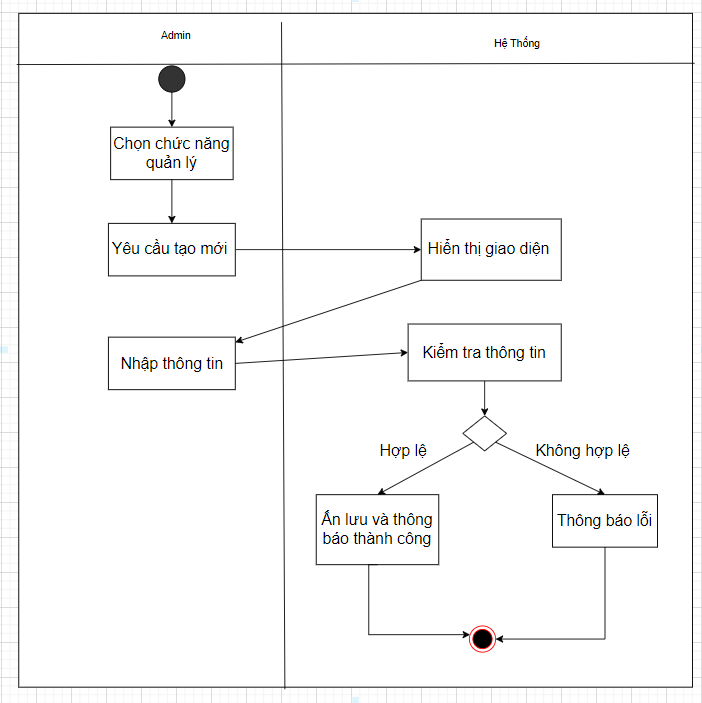 Admin
Hệ Thống
Chọn chức năng
quản lý
Yêu cầu tạo mới
Hiển thị giao diện
Nhập thông tin
Kiểm tra thông tin
Hợp lệ
Không hợp lệ
Ấn lưu và thông
báo thành công
Thông báo lỗi